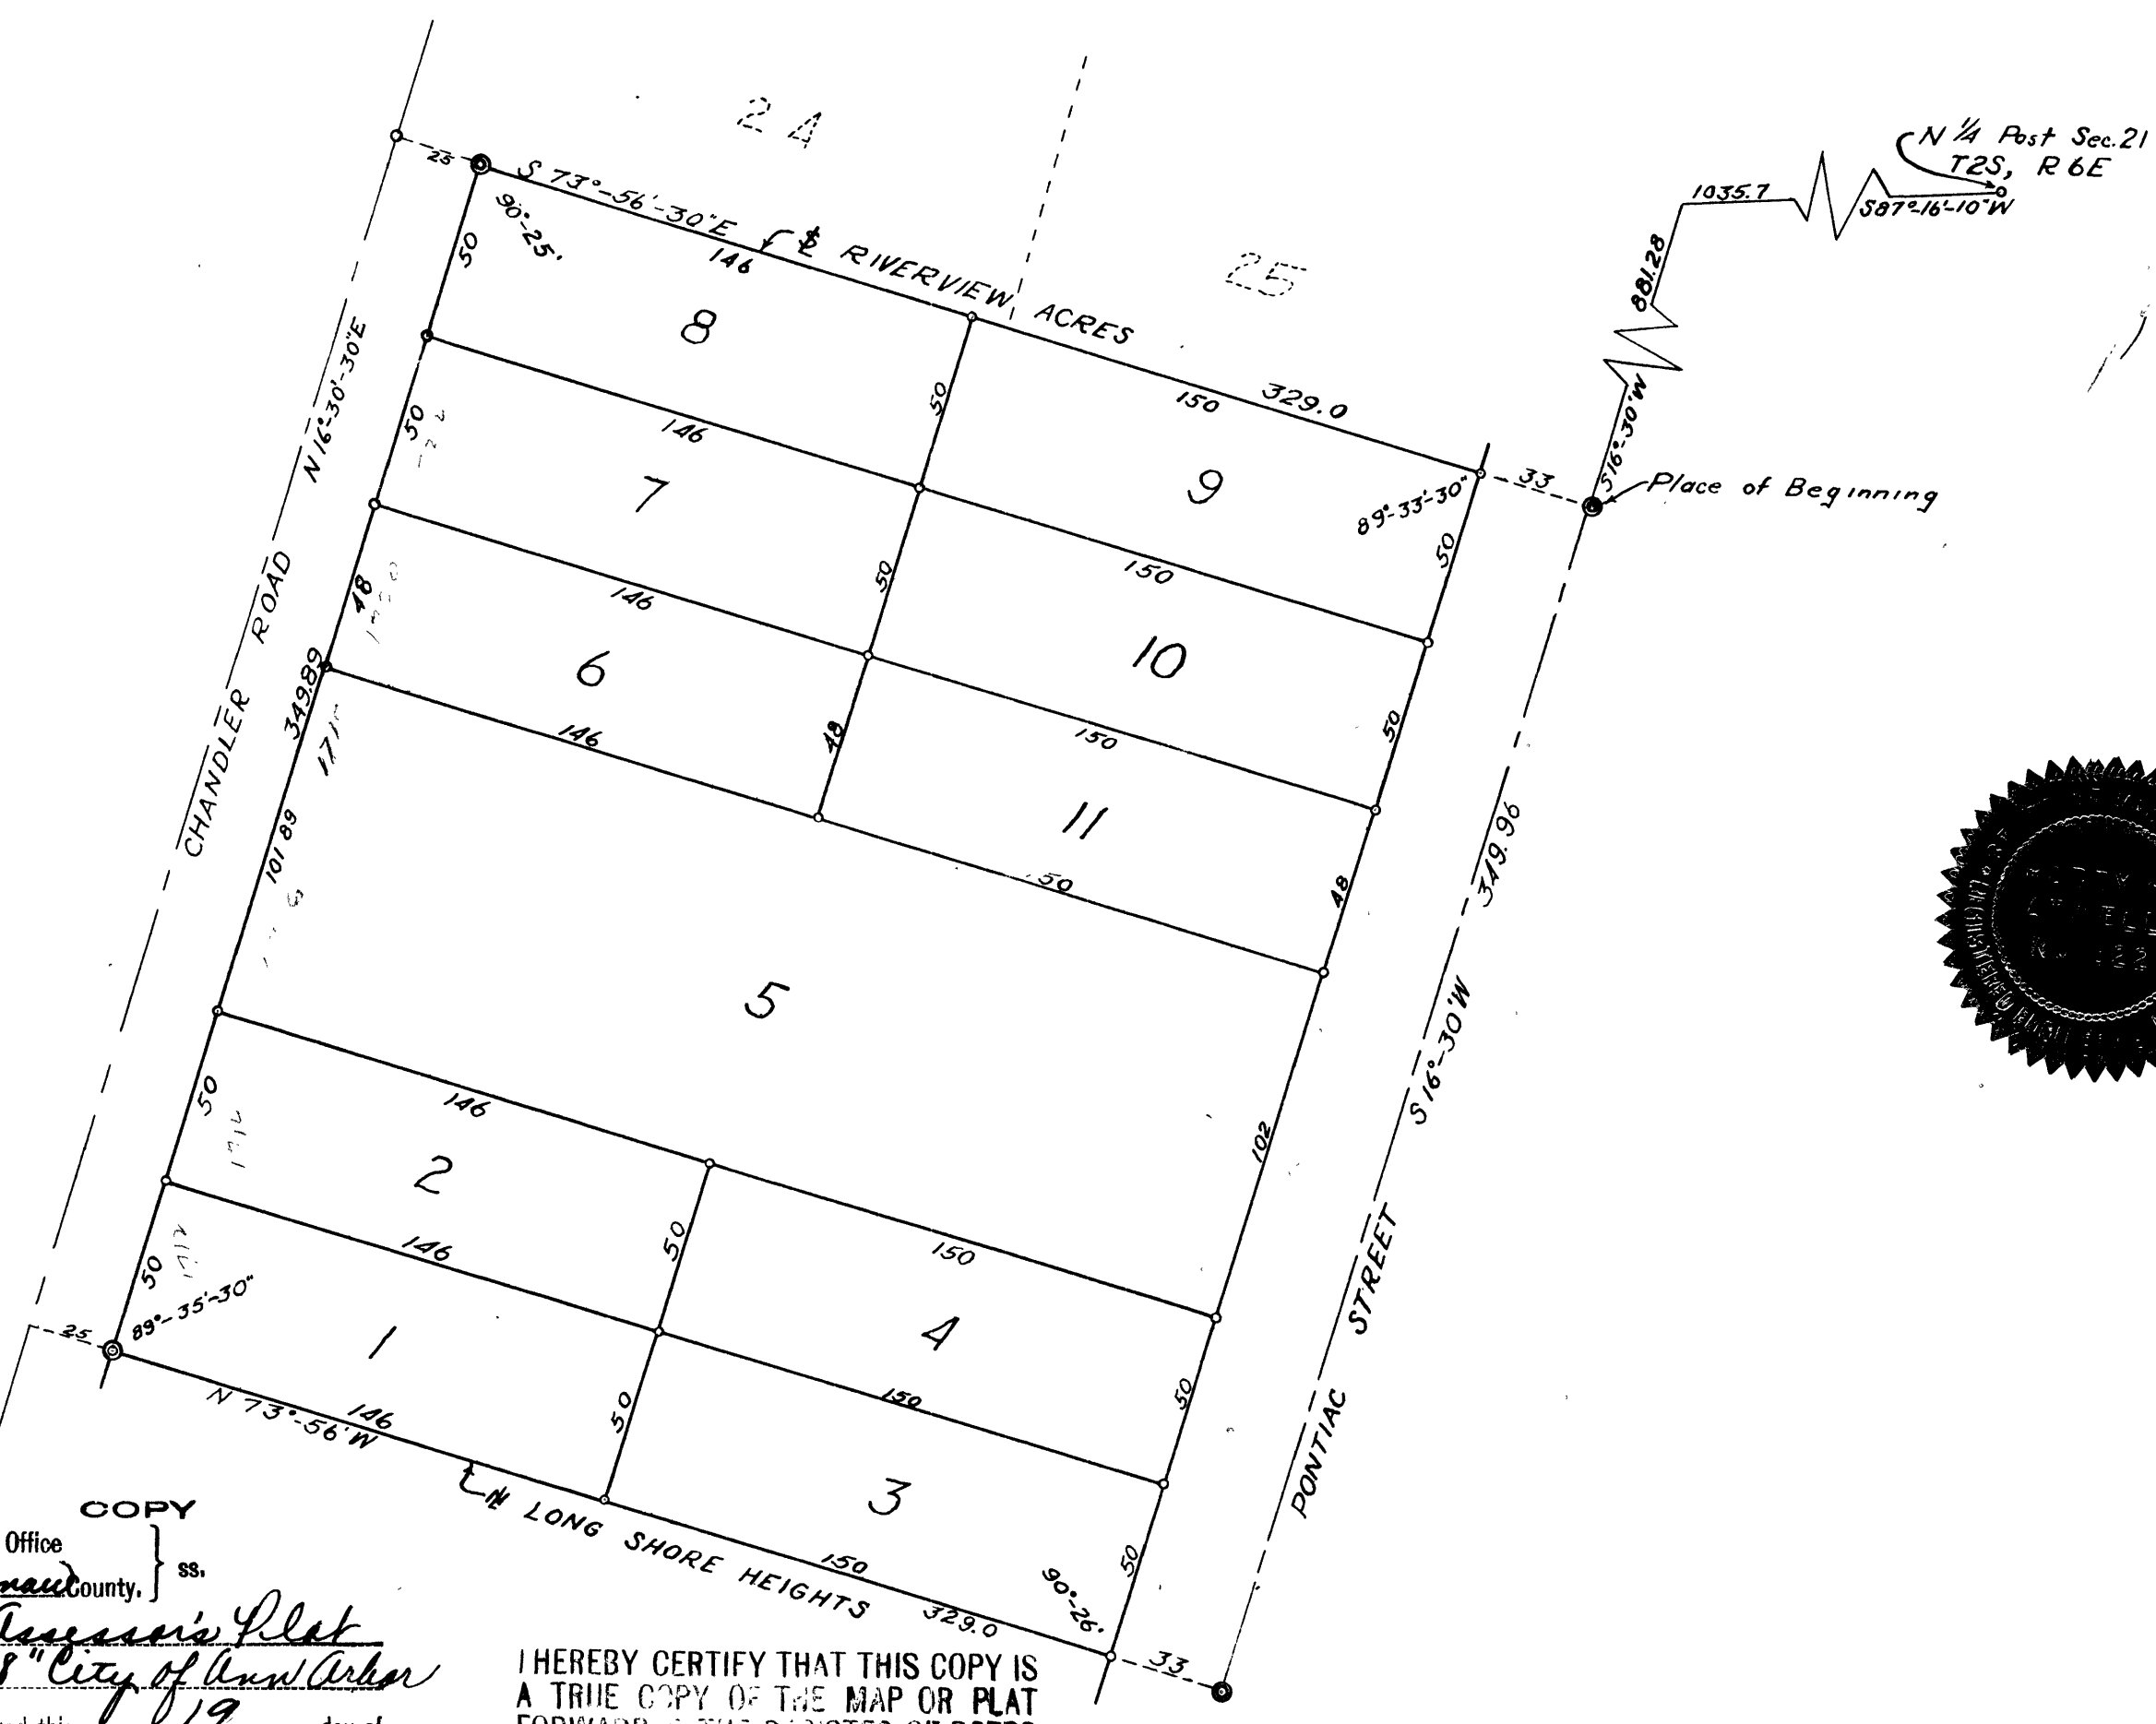 24
N 1/4 Post Sec. 21
T2S, R6E
25
S 73°-56'-30"E
1035.7
S87°-16'-10"W
90°-25'
50
146
℄ RIVERVIEW ACRES
25
881.28
8
N 16°-30'-30"E
50
150
329.0
S16°-30'W
50
146
33
Place of Beginning
7
9
89°-33'-30"
50
50
150
CHANDLER ROAD
48
146
6
10
349.89
146
48
150
50
11
101.89
50
349.96
48
5
S 16°-30'W
50
146
102
2
50
150
146
50
89°-35'-30"
25
1
4
PONTIAC STREET
N 73°-56'W
146
50
150
50
3
N LONG SHORE HEIGHTS
150
329.0
90°-26'
50
33
COPY
Office
County,
ss.
Assessor's Plat
8" City of Ann Arbor
19
day of
I HEREBY CERTIFY THAT THIS COPY IS
A TRUE COPY OF THE MAP OR PLAT